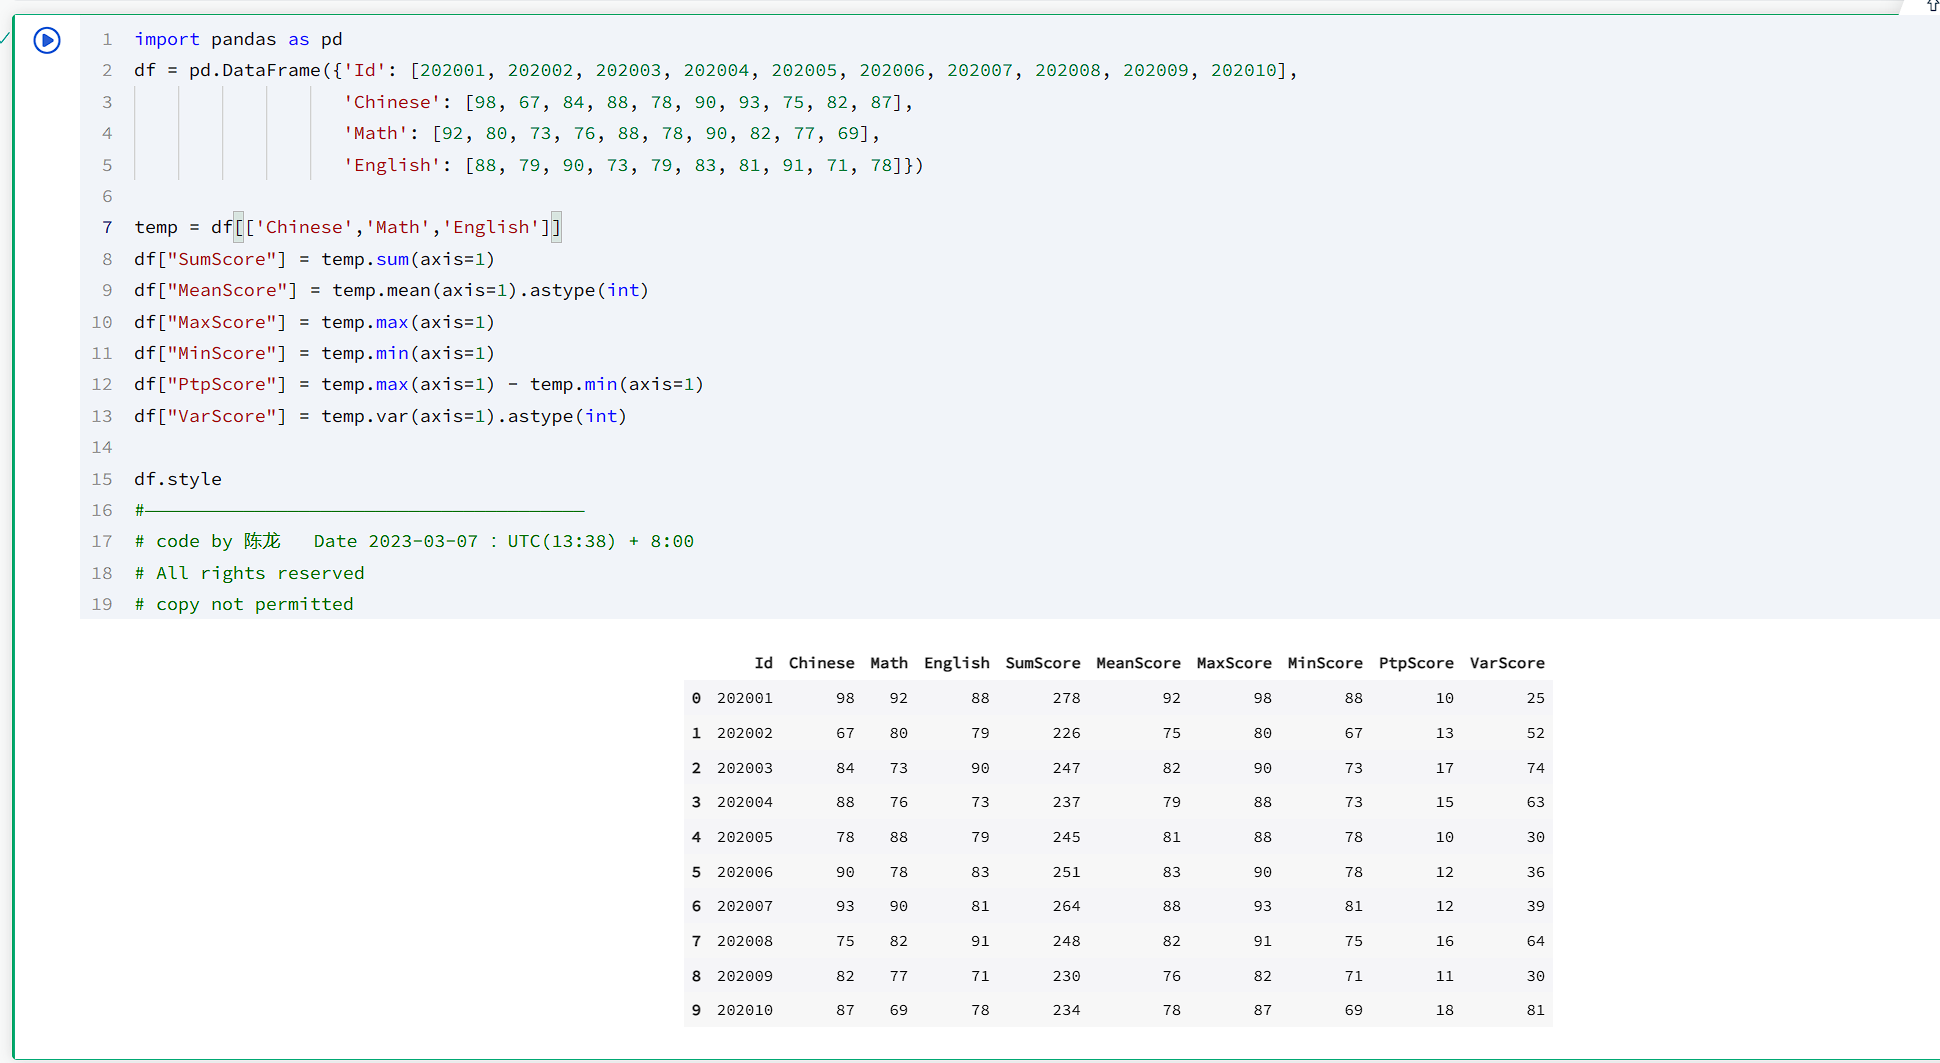 1 import pandas as pd
2 df = pd.DataFrame({'Id': [202001, 202002, 202003, 202004, 202005, 202006, 202007, 202008, 202009, 202010],
3 'Chinese': [98, 67, 84, 88, 78, 90, 93, 75, 82, 87],
4 'Math': [92, 80, 73, 76, 88, 78, 90, 82, 77, 69],
5 'English': [88, 79, 90, 73, 79, 83, 81, 91, 71, 78]})
6
7 temp = df[['Chinese','Math','English']]
8 df["SumScore"] = temp.sum(axis=1)
9 df["MeanScore"] = temp.mean(axis=1).astype(int)
10 df["MaxScore"] = temp.max(axis=1)
11 df["MinScore"] = temp.min(axis=1)
12 df["PtpScore"] = temp.max(axis=1) - temp.min(axis=1)
13 df["VarScore"] = temp.var(axis=1).astype(int)
14
15 df.style
16 #————————————————————————————————————————
17 # code by 陈龙   Date 2023-03-07 : UTC(13:38) + 8:00
18 # All rights reserved
19 # copy not permitted
Id Chinese Math English SumScore MeanScore MaxScore MinScore PtpScore VarScore
0 202001 98 92 88 278 92 98 88 10 25
1 202002 67 80 79 226 75 80 67 13 52
2 202003 84 73 90 247 82 90 73 17 74
3 202004 88 76 73 237 79 88 73 15 63
4 202005 78 88 79 245 81 88 78 10 30
5 202006 90 78 83 251 83 90 78 12 36
6 202007 93 90 81 264 88 93 81 12 39
7 202008 75 82 91 248 82 91 75 16 64
8 202009 82 77 71 230 76 82 71 11 30
9 202010 87 69 78 234 78 87 69 18 81